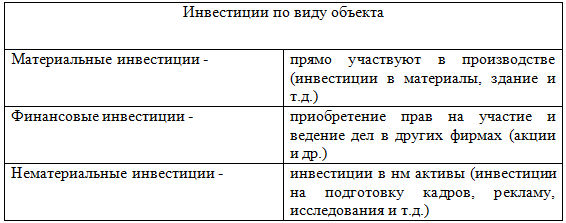 Инвестиции по виду объекта
Материальные инвестиции -
прямо участвуют в производстве
(инвестиции в материалы, здание и
т.д.)
Финансовые инвестиции -
приобретение прав на участие и
ведение дел в других фирмах (акции
и др.)
Нематериальные инвестиции -
инвестиции в нм активы (инвестиции
на подготовку кадров, рекламу,
исследования и т.д.)